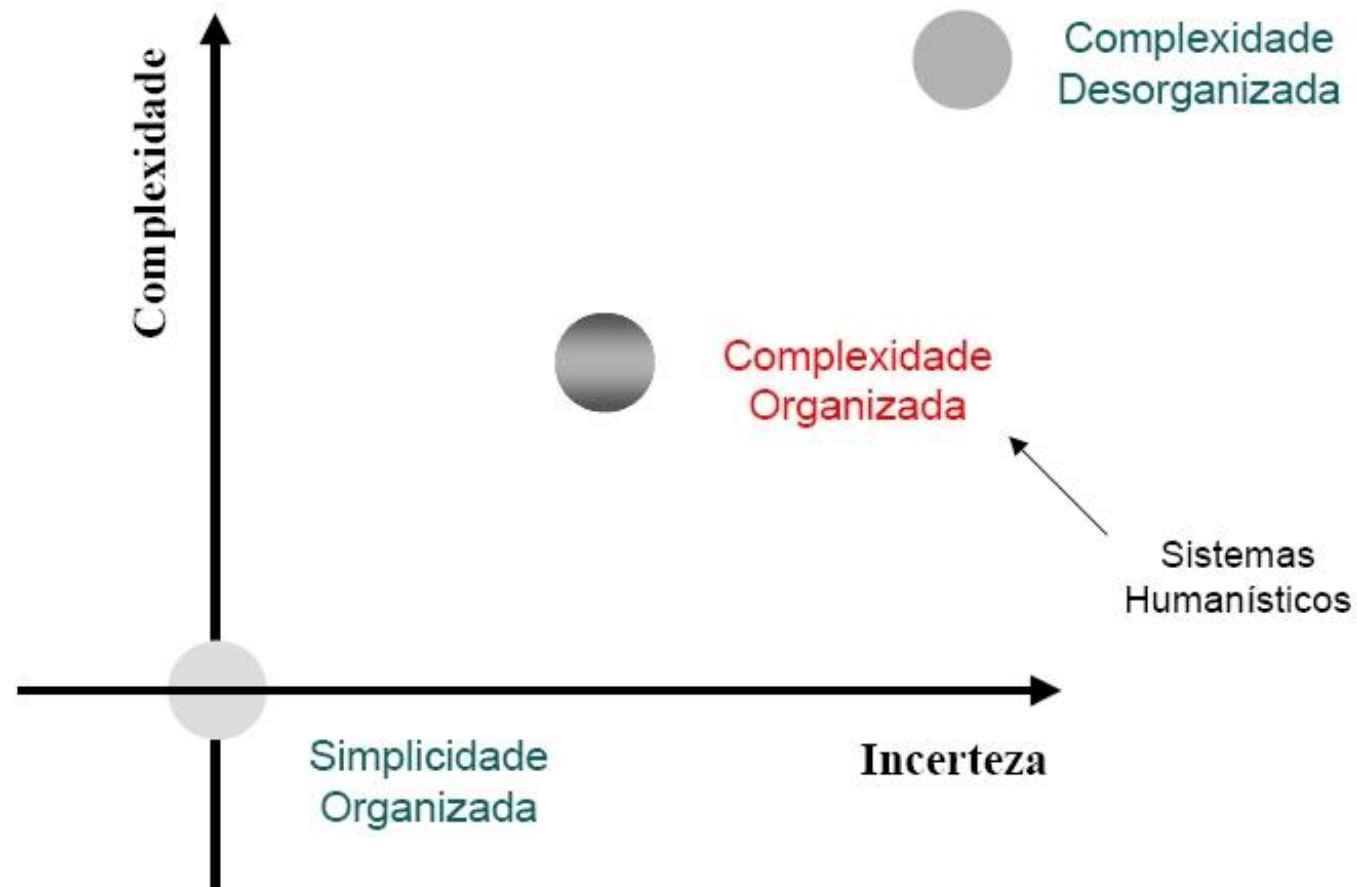 Complexidade
Complexidade
Desorganizada
Complexidade
Organizada
Sistemas
Humanísticos
Simplicidade
Organizada
Incerteza